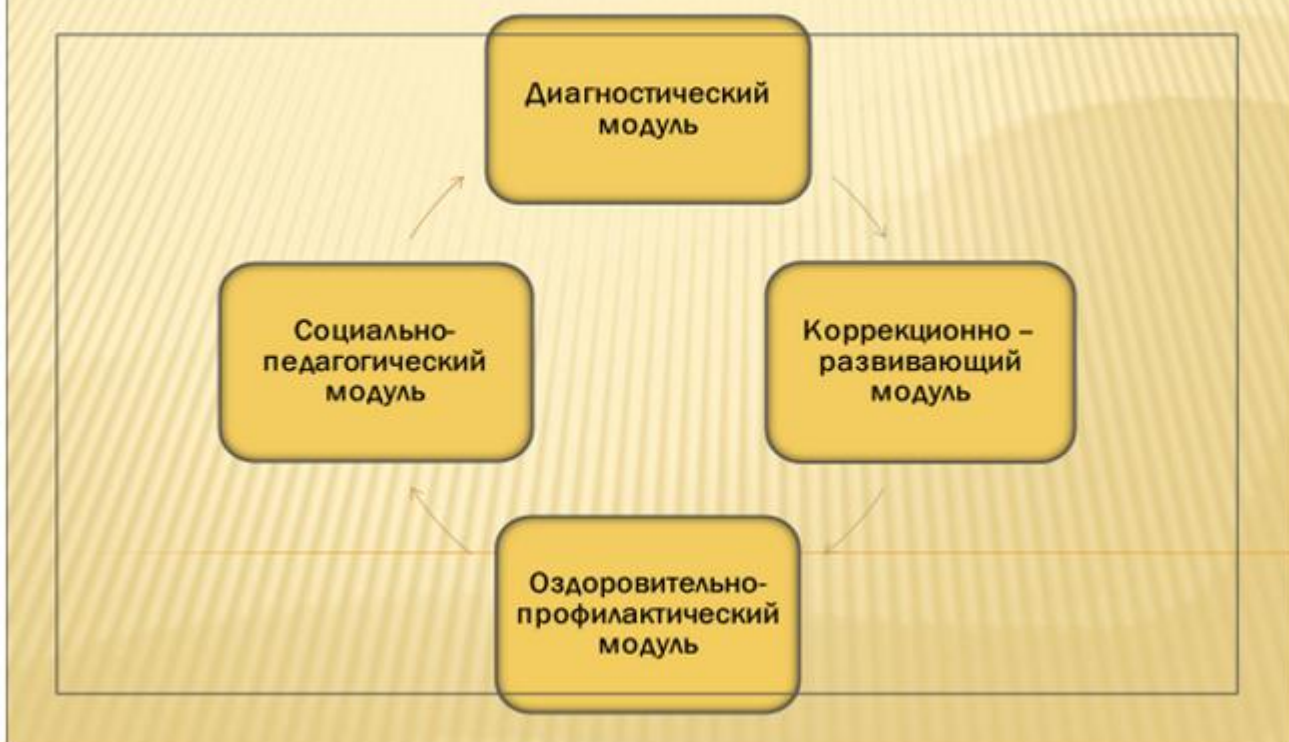 Диагностический
модуль
Социально-
педагогический
модуль
Коррекционно –
развивающий
модуль
Оздоровительно-
профилактический
модуль